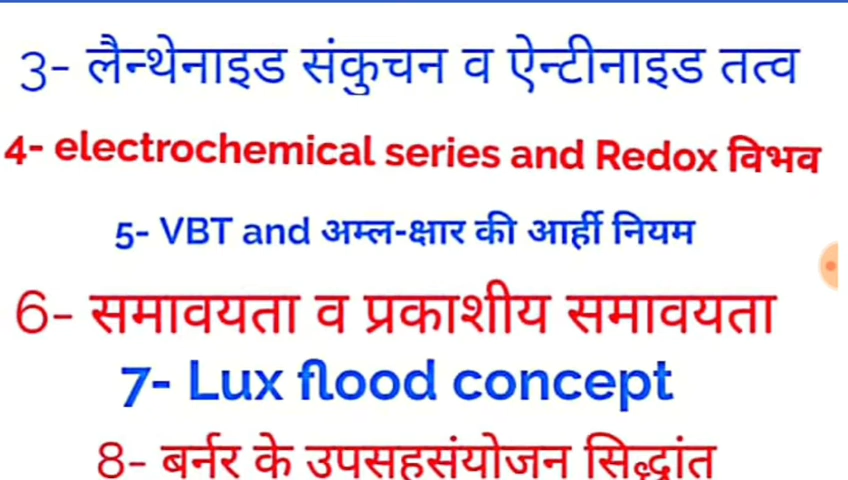 3- लैन्थेनाइड संकुचन व ऐन्टीनाइड तत्व
4- electrochemical series and Redox विभव
5- VBT and अम्ल-क्षार की आर्ही नियम
6- समावयता व प्रकाशीय समावयता
7- Lux flood concept
8- बर्नर के उपसहसंयोजन सिद्धांत